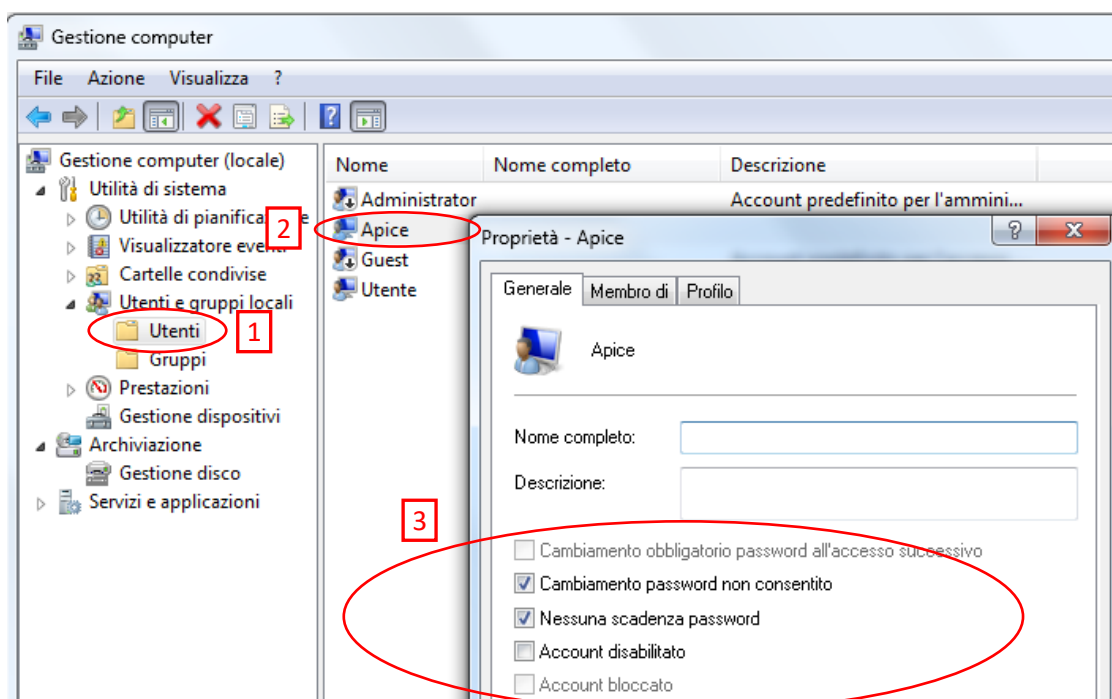 Gestione computer
File Azione Visualizza ?
Gestione computer (locale)
Utilità di sistema
Utilità di pianifica e
Visualizzatore eventi
Cartelle condivise
Utenti e gruppi locali
Utenti
Gruppi
Prestazioni
Gestione dispositivi
Archiviazione
Gestione disco
Servizi e applicazioni
1
2
Nome Nome completo Descrizione
Administrator Account predefinito per l'ammini...
Apice
Guest
Utente
Proprietà - Apice
Generale Membro di Profilo
Apice
Nome completo:
Descrizione:
3
Cambiamento obbligatorio password all'accesso successivo
Cambiamento password non consentito
Nessuna scadenza password
Account disabilitato
Account bloccato